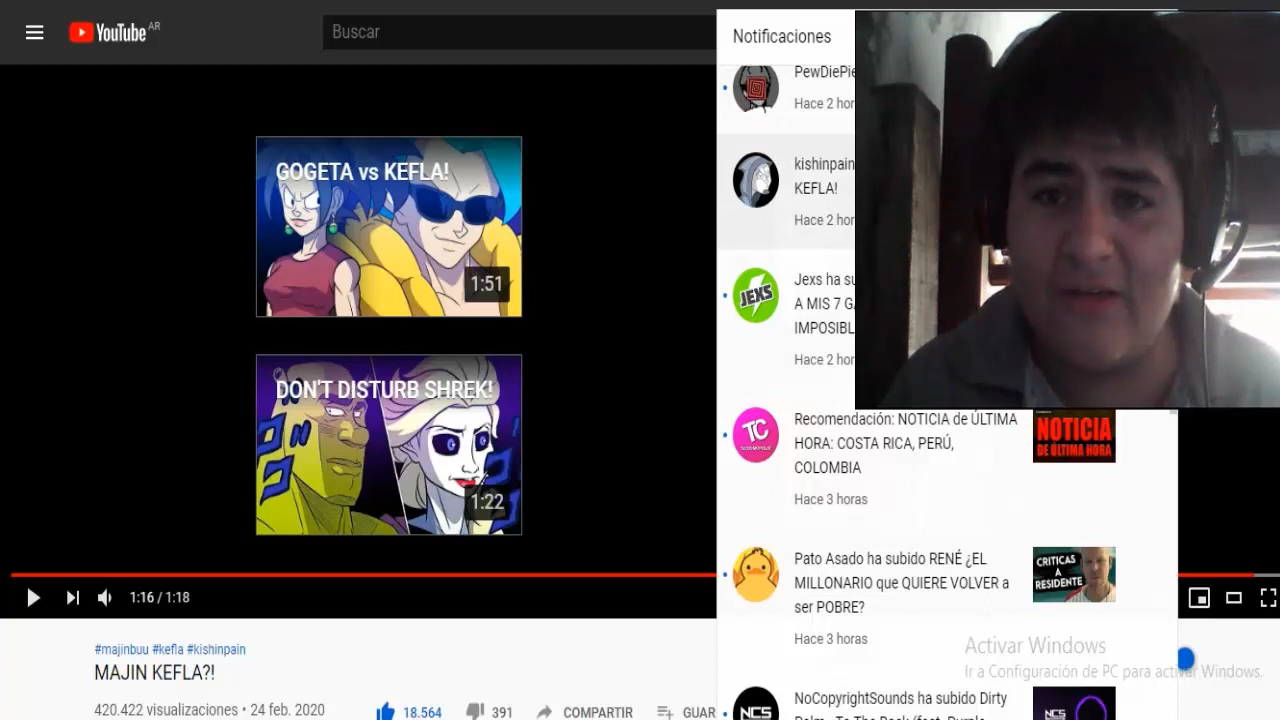 YouTube AR
Buscar
GOGETA vs KEFLA!
1:51
DON'T DISTURB SHREK!
1:22
1:16 / 1:18
#majinbuu #kefla #kishinpain
MAJIN KEFLA?!
420.422 visualizaciones • 24 feb. 2020
18.564
391
COMPARTIR
GUAR
Notificaciones
PewDiePie
Hace 2 hor
kishinpain
KEFLA!
Hace 2 hor
JEXS
Jexs ha su
A MIS 7 G
IMPOSIBL
Hace 2 hor
TC
Recomendación: NOTICIA de ÚLTIMA
HORA: COSTA RICA, PERÚ,
COLOMBIA
Hace 3 horas
NOTICIA
DE ÚLTIMA HORA
Pato Asado ha subido RENÉ ¿EL
MILLONARIO que QUIERE VOLVER a
ser POBRE?
Hace 3 horas
CRITICAS
A
RESIDENTE
NCS
NoCopyrightSounds ha subido Dirty
NCS
Activar Windows
Ir a Configuración de PC para activar Windows.